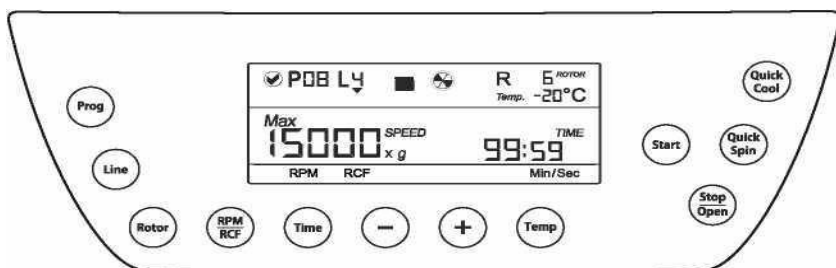 Prog
Line
Rotor
RPM
RCF
Time
−
+
Temp
P08 L4 R 6 ROTOR
Temp. -20°C
Max
15000 SPEED x g 99:59 TIME
RPM RCF Min/Sec
Start
Quick
Cool
Quick
Spin
Stop
Open